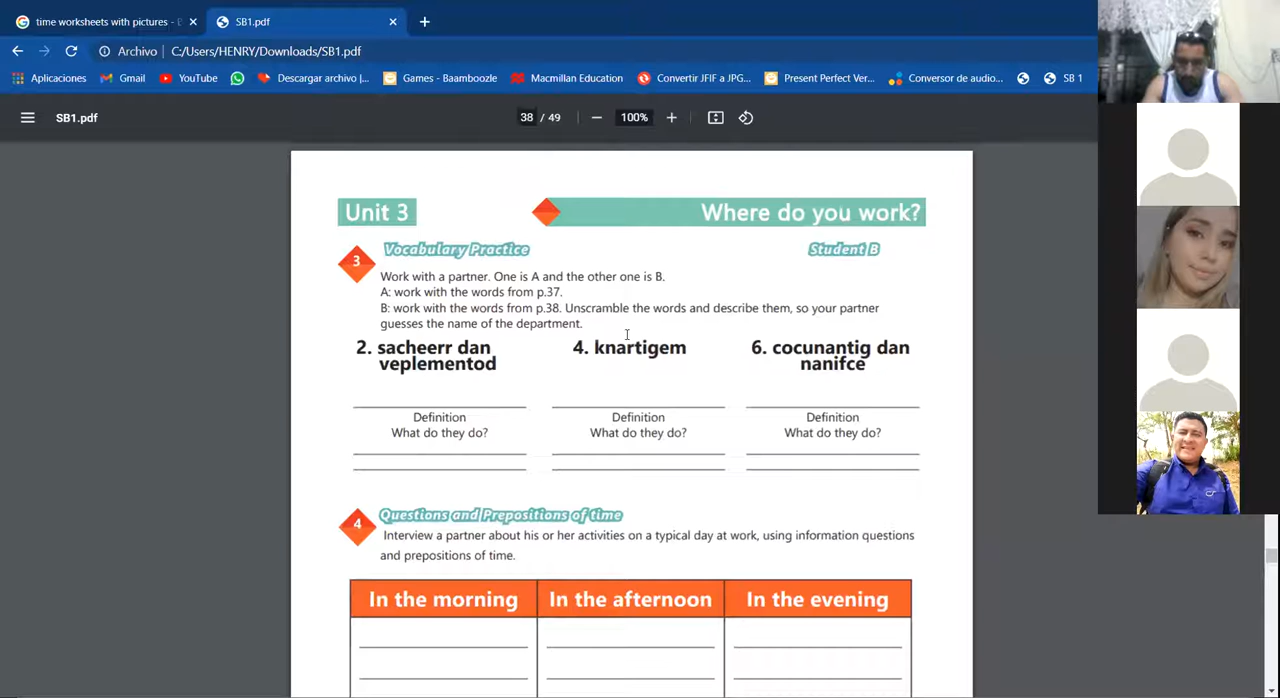 time worksheets with pictures - B
SB1.pdf
Archivo
C:/Users/HENRY/Downloads/SB1.pdf
Aplicaciones
Gmail
YouTube
Descargar archivo |...
Games - Baamboozle
Macmillan Education
Convertir JFIF a JPG...
Present Perfect Ver...
Conversor de audio...
SB 1
SB1.pdf
38 / 49
100%
Unit 3
Where do you work?
3
Vocabulary Practice
Student B
Work with a partner. One is A and the other one is B.
A: work with the words from p.37.
B: work with the words from p.38. Unscramble the words and describe them, so your partner
guesses the name of the department.
2. sacheerr dan
veplementod
4. knartigem
6. cocunantig dan
nanifce
Definition
What do they do?
Definition
What do they do?
Definition
What do they do?
4
Questions and Prepositions of time
Interview a partner about his or her activities on a typical day at work, using information questions
and prepositions of time.
In the morning
In the afternoon
In the evening